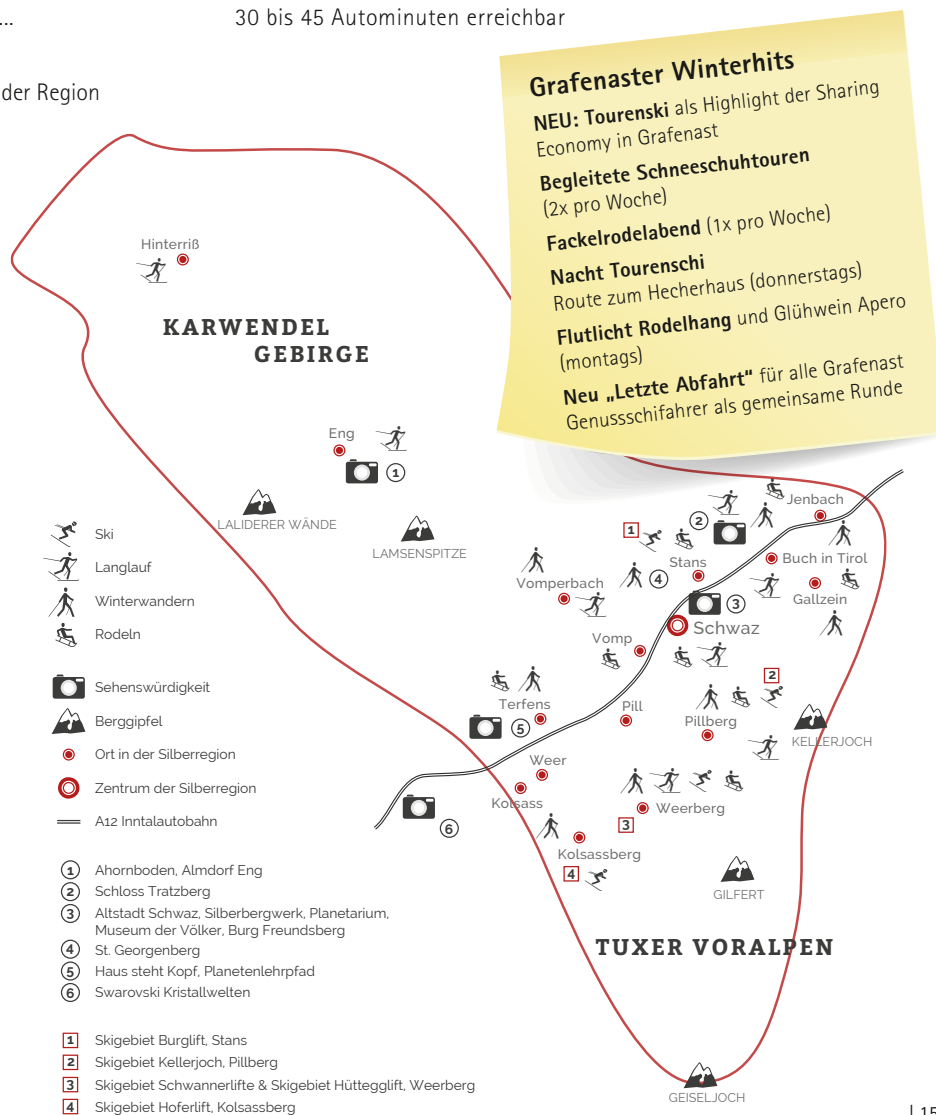 ...
30 bis 45 Autominuten erreichbar
der Region
Grafenaster Winterhits
NEU: Tourenski als Highlight der Sharing
Economy in Grafenast
Begleitete Schneeschuhtouren
(2x pro Woche)
Fackelrodelabend (1x pro Woche)
Nacht Tourenschi
Route zum Hecherhaus (donnerstags)
Flutlicht Rodelhang und Glühwein Apero
(montags)
Neu „Letzte Abfahrt" für alle Grafenast
Genussschifahrer als gemeinsame Runde
Hinterriß
KARWENDEL
GEBIRGE
Eng
1
LALIDERER WÄNDE
LAMSENSPITZE
Jenbach
2
1
Stans
4
Buch in Tirol
Vomperbach
Gallzein
3
Schwaz
Vomp
2
Terfens
Pill
Pillberg
5
KELLERJOCH
Weer
Kolsass
Weerberg
6
3
Kolsassberg
4
GILFERT
TUXER VORALPEN
GEISELJOCH
Ski
Langlauf
Winterwandern
Rodeln
Sehenswürdigkeit
Berggipfel
Ort in der Silberregion
Zentrum der Silberregion
A12 Inntalautobahn
1 Ahornboden, Almdorf Eng
2 Schloss Tratzberg
3 Altstadt Schwaz, Silberbergwerk, Planetarium,
Museum der Völker, Burg Freundsberg
4 St. Georgenberg
5 Haus steht Kopf, Planetenlehrpfad
6 Swarovski Kristallwelten
1 Skigebiet Burglift, Stans
2 Skigebiet Kellerjoch, Pillberg
3 Skigebiet Schwannerlifte & Skigebiet Hüttegglift, Weerberg
4 Skigebiet Hoferlift, Kolsassberg
| 15